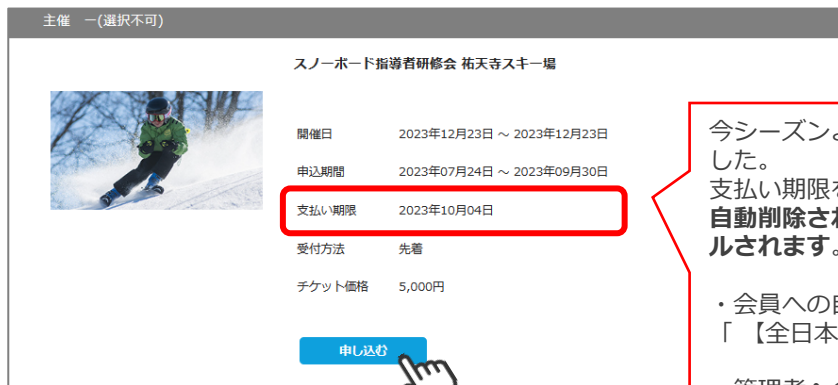 主催 ー(選択不可)
スノーボード指導者研修会 祐天寺スキー場
開催日 2023年12月23日 ～ 2023年12月23日
申込期間 2023年07月24日 ～ 2023年09月30日
支払い期限 2023年10月04日
受付方法 先着
チケット価格 5,000円
申し込む
今シーズン
した。
支払い期限
自動削除さ
ルされます。
・会員への
「【全日本